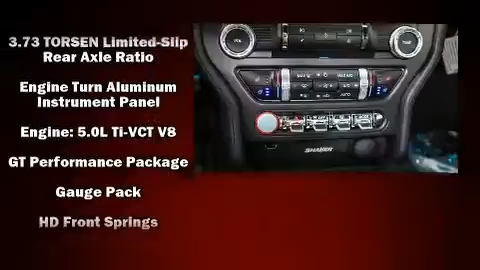 3.73 TORSEN Limited-Slip
Rear Axle Ratio
Engine Turn Aluminum
Instrument Panel
Engine: 5.0L Ti-VCT V8
GT Performance Package
Gauge Pack
HD Front Springs
SHAKER